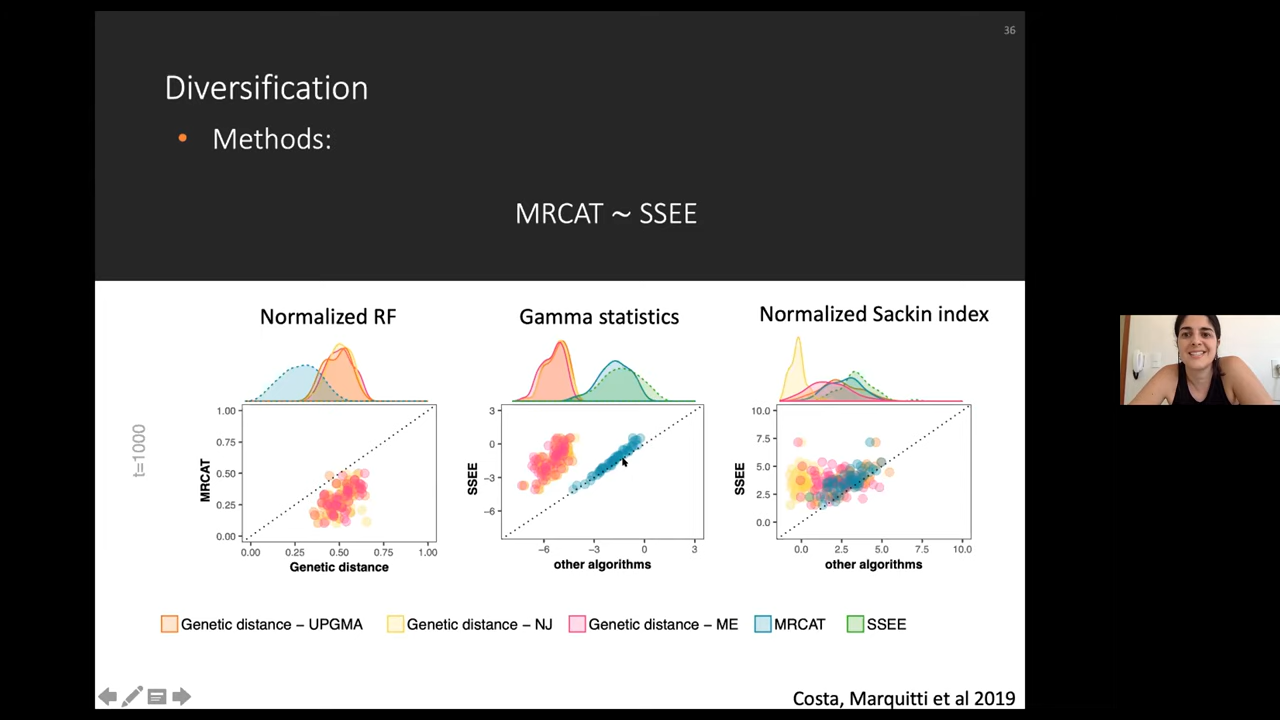 36
Diversification
• Methods:
MRCAT ~ SSEE
Normalized RF
Gamma statistics
Normalized Sackin index
t=1000
MRCAT
1.00
0.75
0.50
0.25
0.00
0.00 0.25 0.50 0.75 1.00
Genetic distance
SSEE
3
0
−3
−6
−6 −3 0 3
other algorithms
SSEE
10.0
7.5
5.0
2.5
0.0
0.0 2.5 5.0 7.5 10.0
other algorithms
Genetic distance − UPGMA Genetic distance − NJ Genetic distance − ME MRCAT SSEE
Costa, Marquitti et al 2019